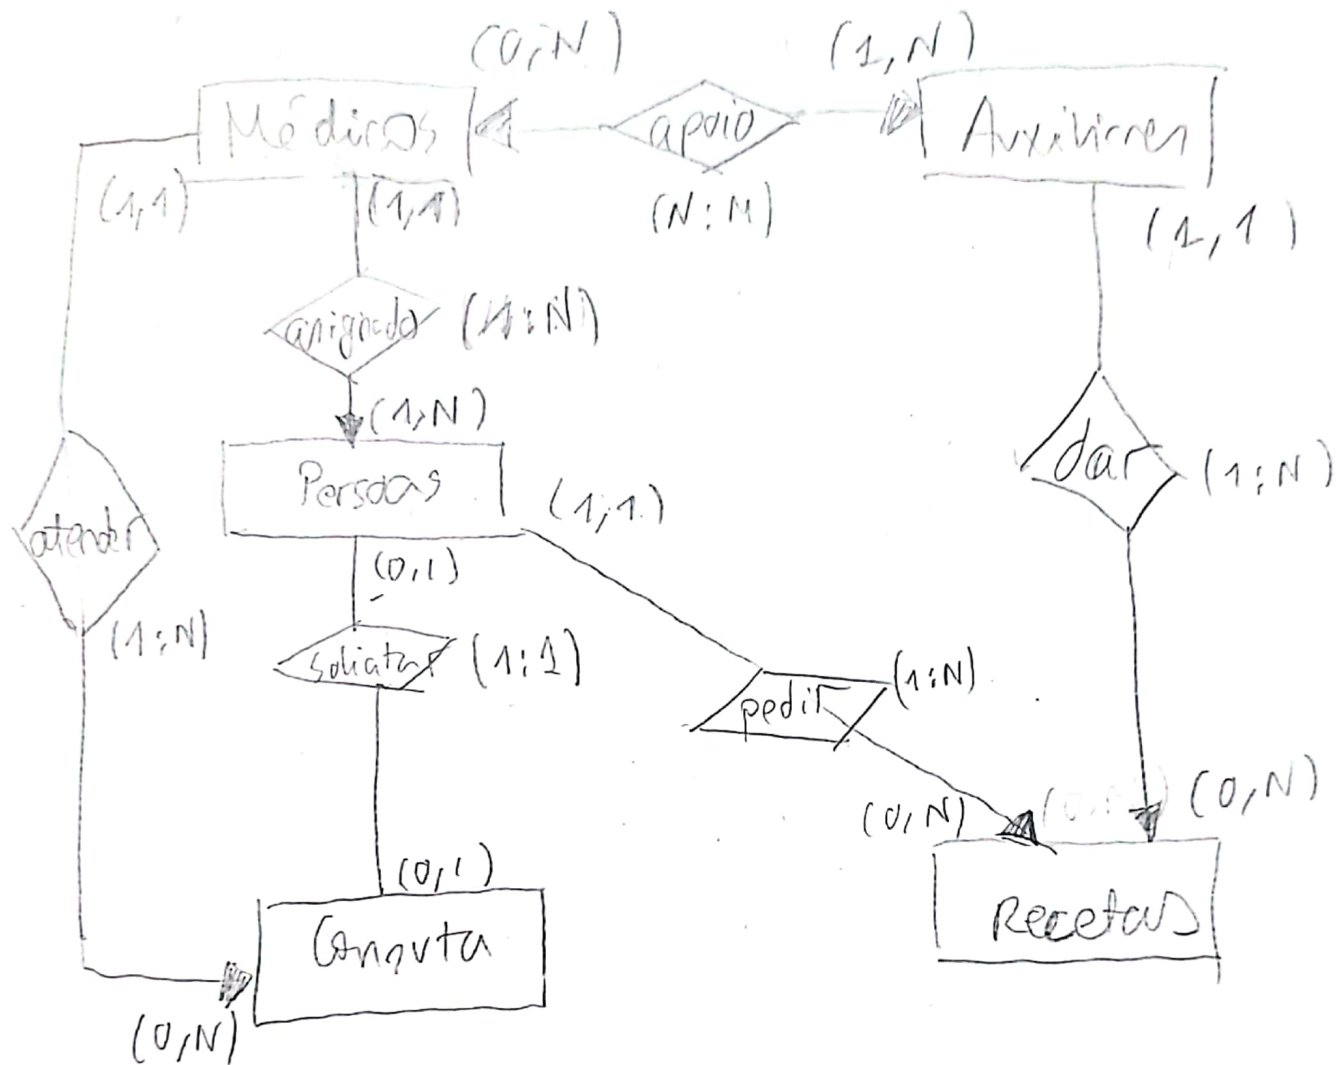 (0,N) (1,N)
Médicos apoio Auxiliares
(1,1) (1,1) (N:M) (1,1)
asignado (1:N)
(1,N)
Persoas (1,1) dar (1:N)
atender (0,1)
(1:N) solicitar (1:1) pedir (1:N)
(0,N) (0,N)
(0,1)
Consulta Recetas
(0,N)